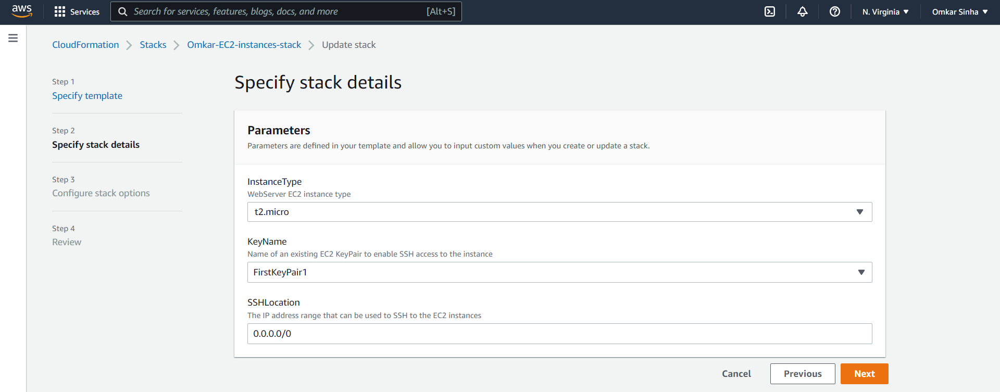 aws Services Search for services, features, blogs, docs, and more [Alt+S] N. Virginia Omkar Sinha
CloudFormation Stacks Omkar-EC2-instances-stack Update stack
Step 1
Specify template
Step 2
Specify stack details
Step 3
Configure stack options
Step 4
Review
Specify stack details
Parameters
Parameters are defined in your template and allow you to input custom values when you create or update a stack.
InstanceType
WebServer EC2 instance type
t2.micro
KeyName
Name of an existing EC2 KeyPair to enable SSH access to the instance
FirstKeyPair1
SSHLocation
The IP address range that can be used to SSH to the EC2 instances
0.0.0.0/0
Cancel Previous Next